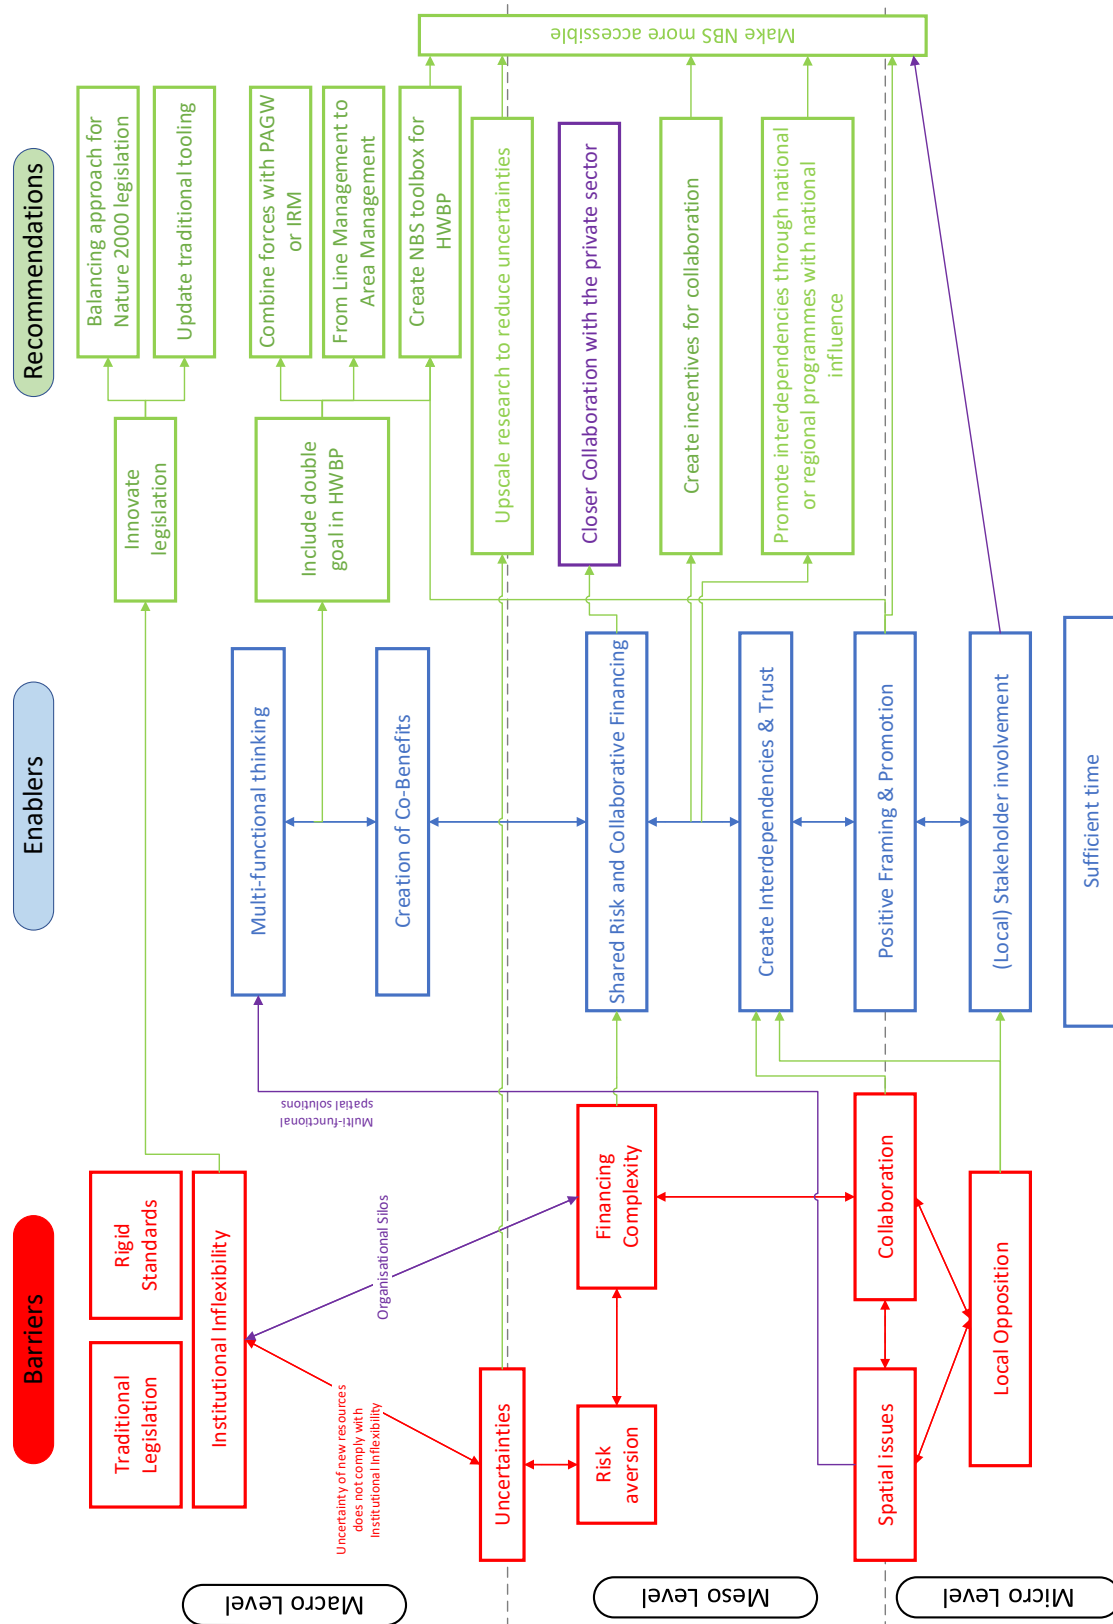 Barriers
Enablers
Recommendations
Macro Level
Meso Level
Micro Level
Traditional
Legislation
Rigid
Standards
Institutional Inflexibility
Uncertainty of new resources
does not comply with
Institutional Inflexibility
Organisational Silos
Multi-functional
spatial solutions
Uncertainties
Risk
aversion
Financing
Complexity
Spatial issues
Collaboration
Local Opposition
Multi-functional thinking
Creation of Co-Benefits
Shared Risk and Collaborative Financing
Create Interdependencies & Trust
Positive Framing & Promotion
(Local) Stakeholder involvement
Sufficient time
Innovate
legislation
Include double
goal in HWBP
Balancing approach for
Nature 2000 legislation
Update traditional tooling
Combine forces with PAGW
or IRM
From Line Management to
Area Management
Create NBS toolbox for
HWBP
Upscale research to reduce uncertainties
Closer Collaboration with the private sector
Create incentives for collaboration
Promote interdependencies through national
or regional programmes with national
influence
Make NBS more accessible